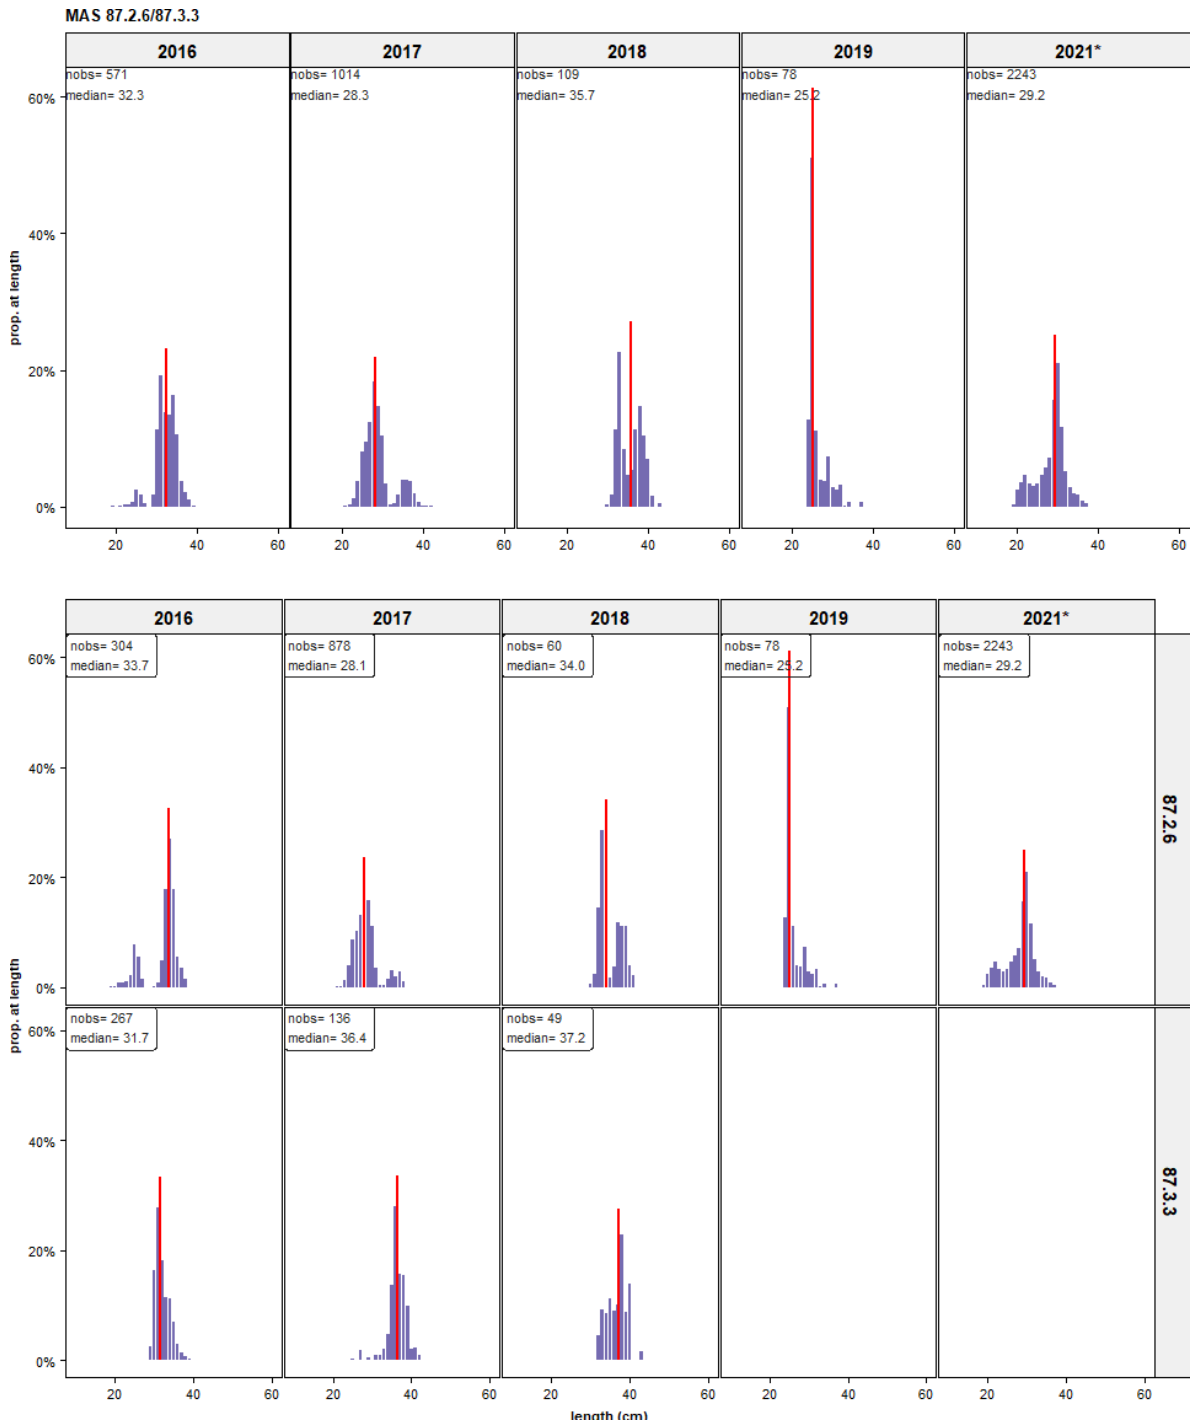 MAS 87.2.6/87.3.3
2016 2017 2018 2019 2021*
nobs= 571 nobs= 1014 nobs= 109 nobs= 78 nobs= 2243
median= 32.3 median= 28.3 median= 35.7 median= 25.2 median= 29.2
60%
40%
prop. at length
20%
0%
20 40 60 20 40 60 20 40 60 20 40 60 20 40 60
2016 2017 2018 2019 2021*
nobs= 304 nobs= 878 nobs= 60 nobs= 78 nobs= 2243
median= 33.7 median= 28.1 median= 34.0 median= 25.2 median= 29.2
60%
40%
87.2.6
20%
0%
prop. at length
nobs= 267 nobs= 136 nobs= 49
median= 31.7 median= 36.4 median= 37.2
60%
40%
87.3.3
20%
0%
20 40 60 20 40 60 20 40 60 20 40 60 20 40 60
length (cm)